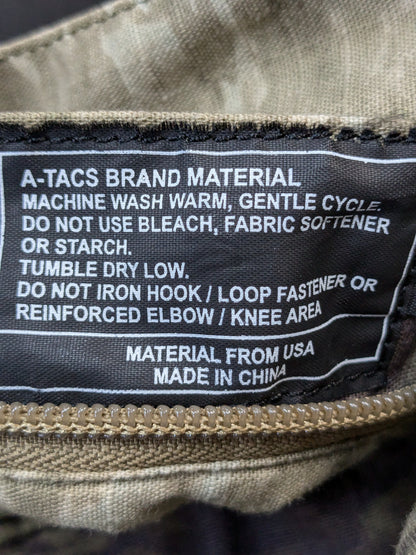 A-TACS BRAND MATERIAL
MACHINE WASH WARM, GENTLE CYCLE.
DO NOT USE BLEACH, FABRIC SOFTENER
OR STARCH.
TUMBLE DRY LOW.
DO NOT IRON HOOK / LOOP FASTENER OR
REINFORCED ELBOW / KNEE AREA
MATERIAL FROM USA
MADE IN CHINA